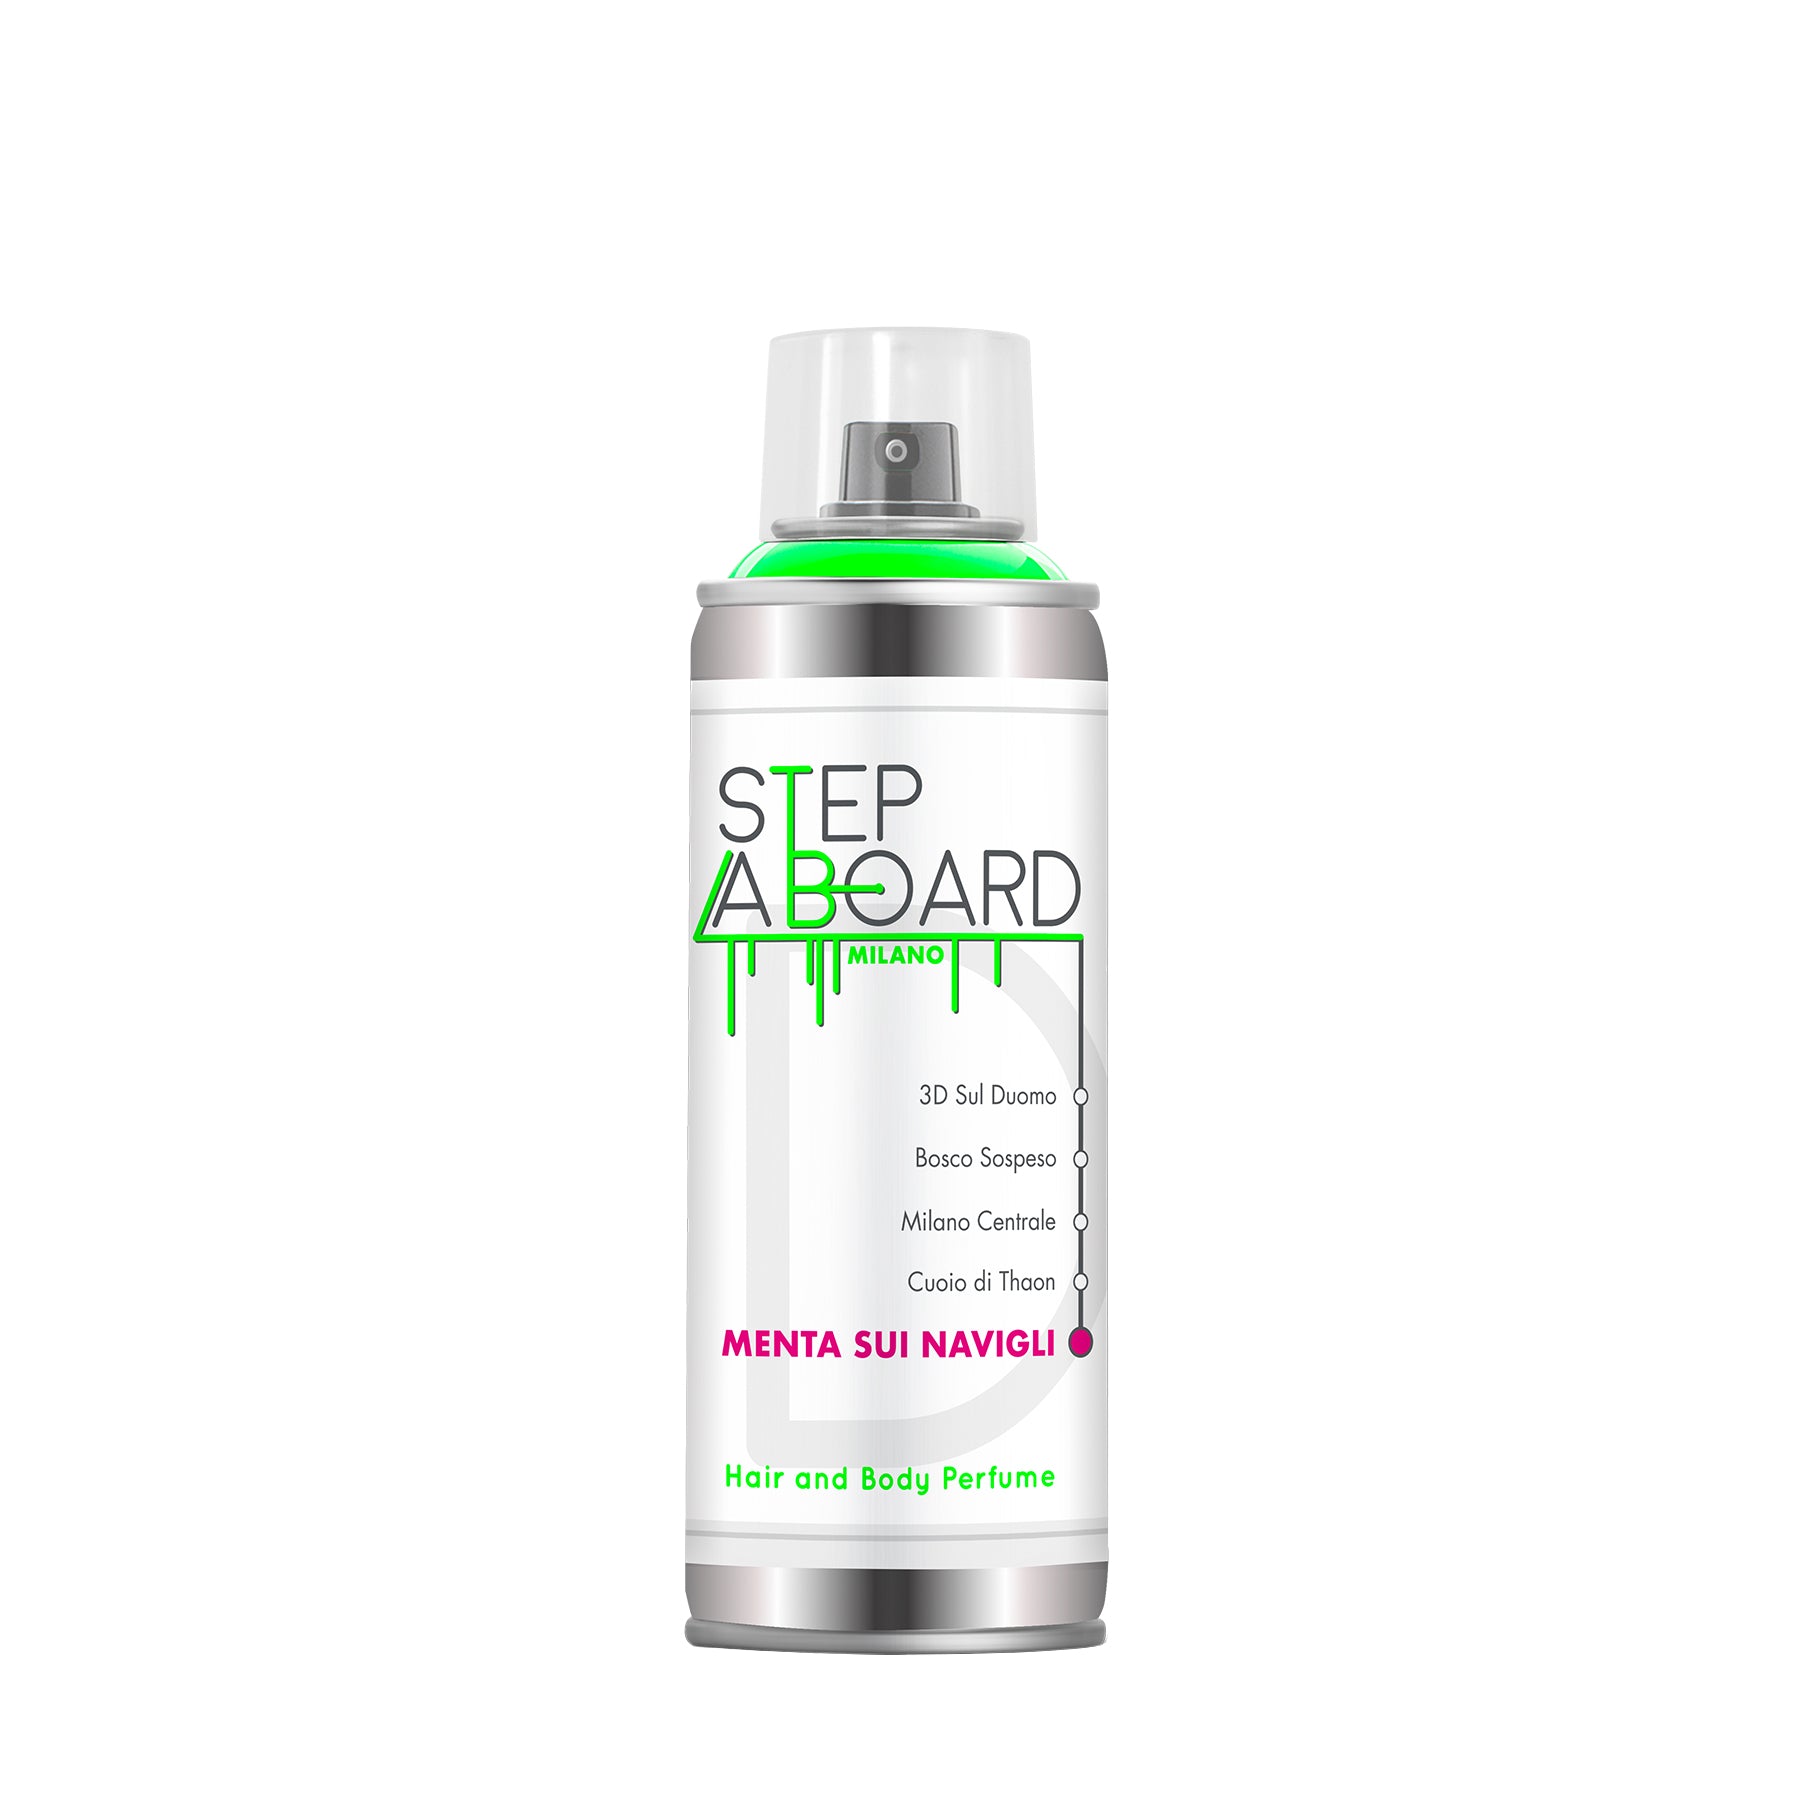 STEP
ABOARD
MILANO
3D Sul Duomo
Bosco Sospeso
Milano Centrale
Cuoio di Thaon
MENTA SUI NAVIGLI
Hair and Body Perfume